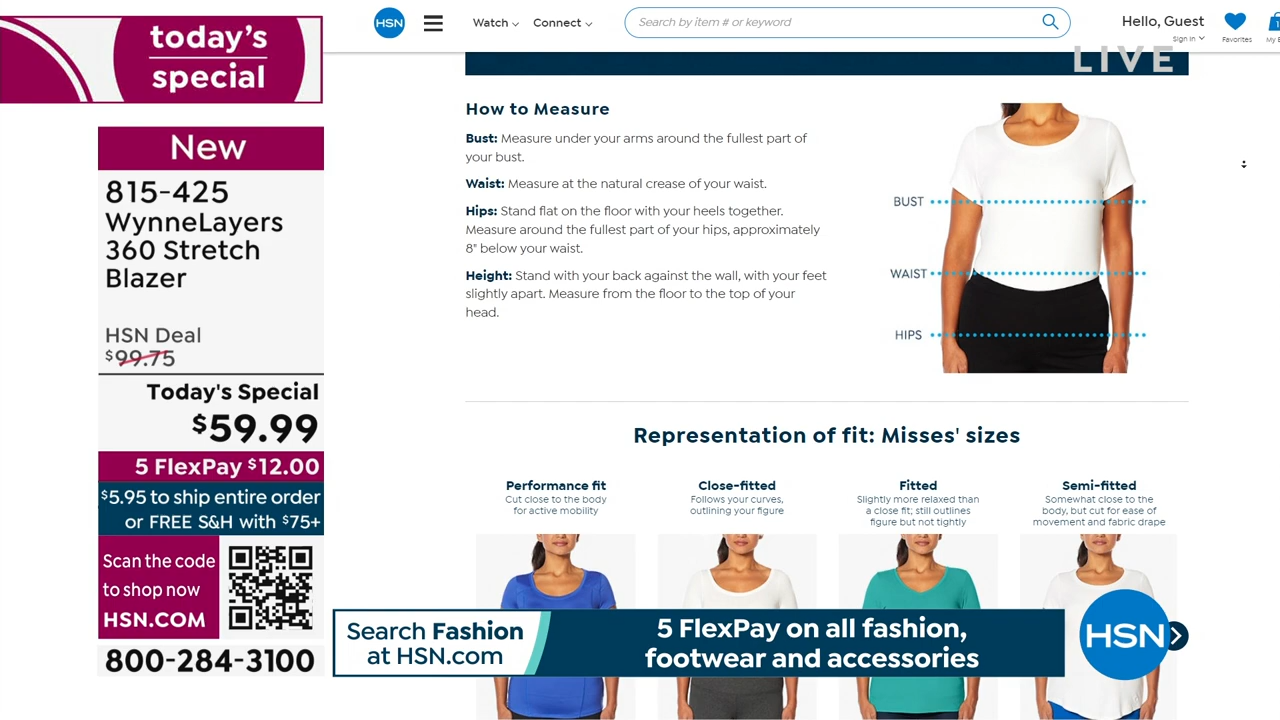 today's
special
New
815-425
WynneLayers
360 Stretch
Blazer
HSN Deal
$99.75
Today's Special
$59.99
5 FlexPay $12.00
$5.95 to ship entire order
or FREE S&H with $75+
Scan the code
to shop now
HSN.COM
800-284-3100
HSN
Watch
Connect
Search by item # or keyword
Hello, Guest
Sign In
Favorites
My
LIVE
How to Measure
Bust: Measure under your arms around the fullest part of
your bust.
Waist: Measure at the natural crease of your waist.
Hips: Stand flat on the floor with your heels together.
Measure around the fullest part of your hips, approximately
8" below your waist.
Height: Stand with your back against the wall, with your feet
slightly apart. Measure from the floor to the top of your
head.
BUST
WAIST
HIPS
Representation of fit: Misses' sizes
Performance fit
Cut close to the body
for active mobility
Close-fitted
Follows your curves,
outlining your figure
Fitted
Slightly more relaxed than
a close fit; still outlines
figure but not tightly
Semi-fitted
Somewhat close to the
body, but cut for ease of
movement and fabric drape
Search Fashion
at HSN.com
5 FlexPay on all fashion,
footwear and accessories
HSN